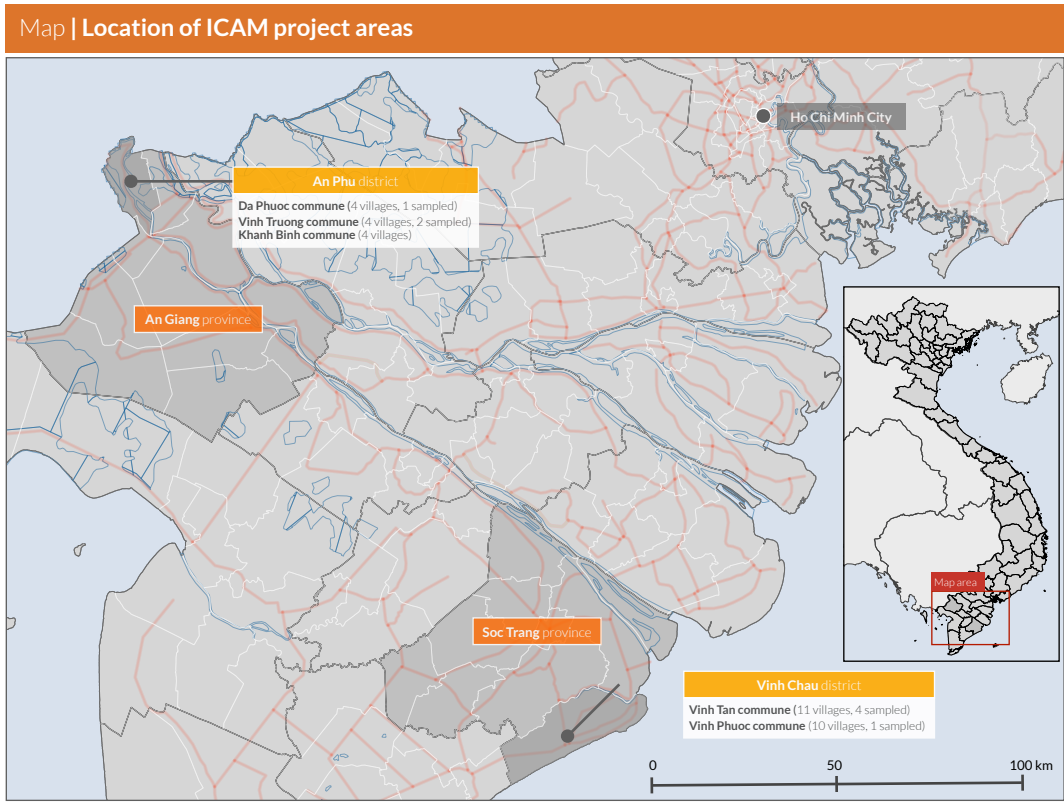 Map | Location of ICAM project areas
Ho Chi Minh City
An Phu district
Da Phuoc commune (4 villages, 1 sampled)
Vinh Truong commune (4 villages, 2 sampled)
Khanh Binh commune (4 villages)
An Giang province
Map area
Soc Trang province
Vinh Chau district
Vinh Tan commune (11 villages, 4 sampled)
Vinh Phuoc commune (10 villages, 1 sampled)
0 50 100 km